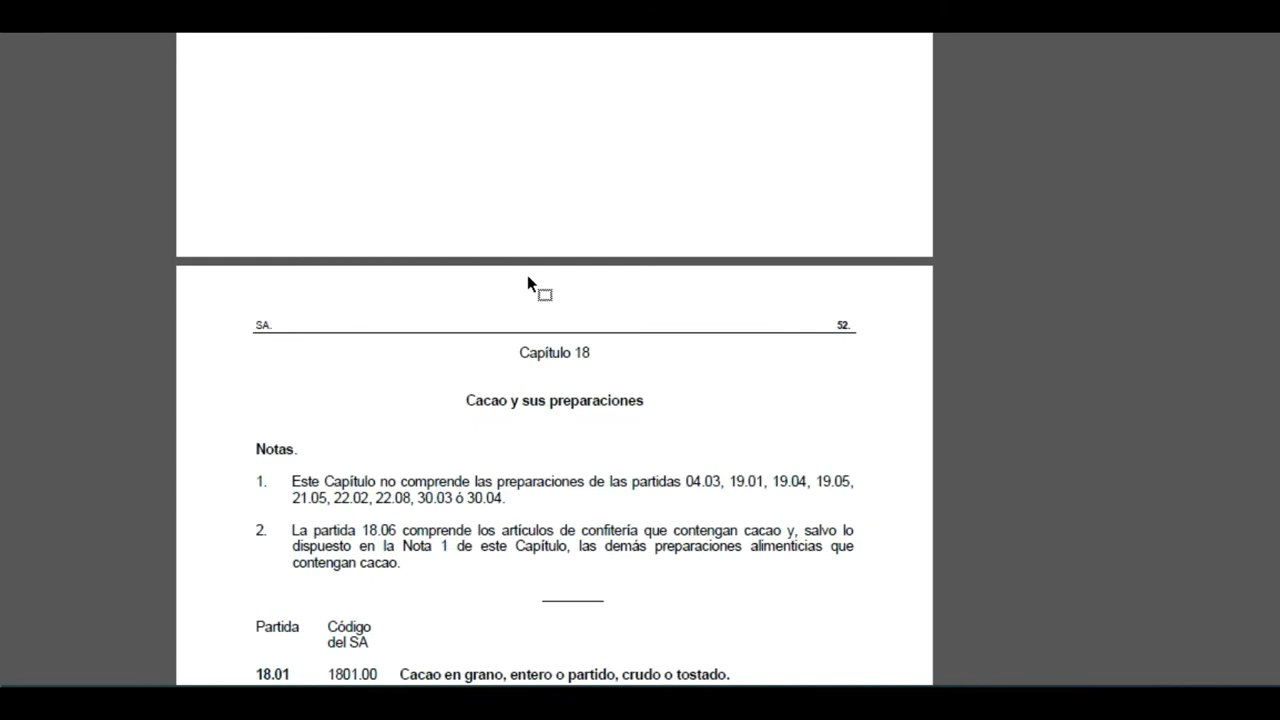 SA. 52.
Capítulo 18
Cacao y sus preparaciones
Notas.
1. Este Capítulo no comprende las preparaciones de las partidas 04.03, 19.01, 19.04, 19.05,
21.05, 22.02, 22.08, 30.03 ó 30.04.
2. La partida 18.06 comprende los artículos de confitería que contengan cacao y, salvo lo
dispuesto en la Nota 1 de este Capítulo, las demás preparaciones alimenticias que
contengan cacao.
Partida Código
del SA
18.01 1801.00 Cacao en grano, entero o partido, crudo o tostado.